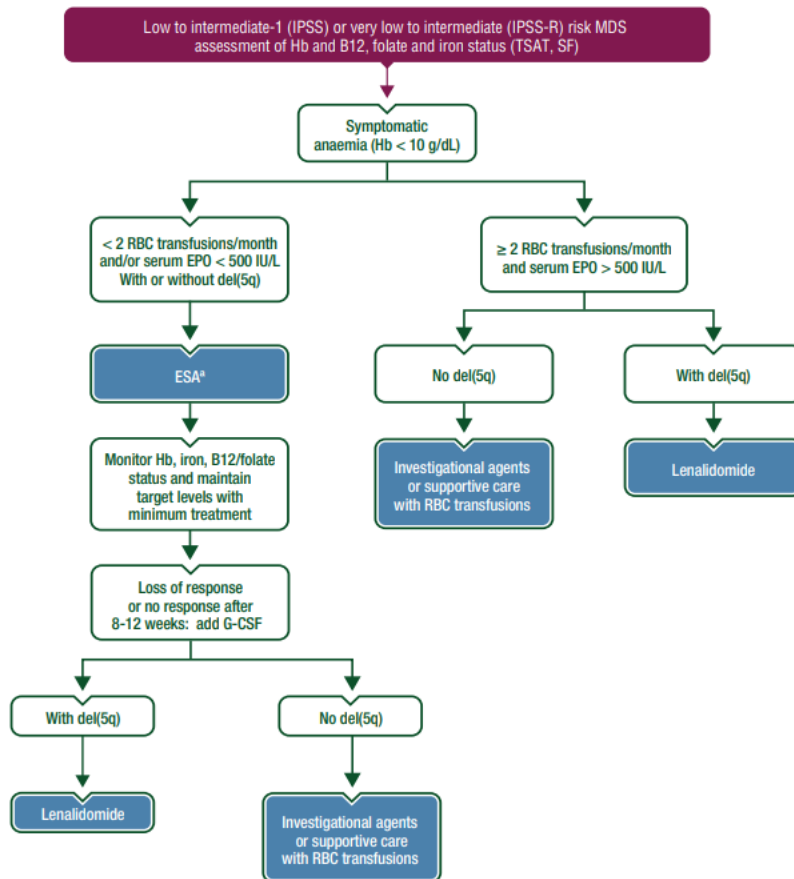 Low to intermediate-1 (IPSS) or very low to intermediate (IPSS-R) risk MDS
assessment of Hb and B12, folate and iron status (TSAT, SF)
Symptomatic
anaemia (Hb < 10 g/dL)
< 2 RBC transfusions/month
and/or serum EPO < 500 IU/L
With or without del(5q)
≥ 2 RBC transfusions/month
and serum EPO > 500 IU/L
ESAª
No del(5q)
With del(5q)
Monitor Hb, iron, B12/folate
status and maintain
target levels with
minimum treatment
Investigational agents
or supportive care
with RBC transfusions
Lenalidomide
Loss of response
or no response after
8-12 weeks: add G-CSF
With del(5q)
No del(5q)
Lenalidomide
Investigational agents
or supportive care
with RBC transfusions